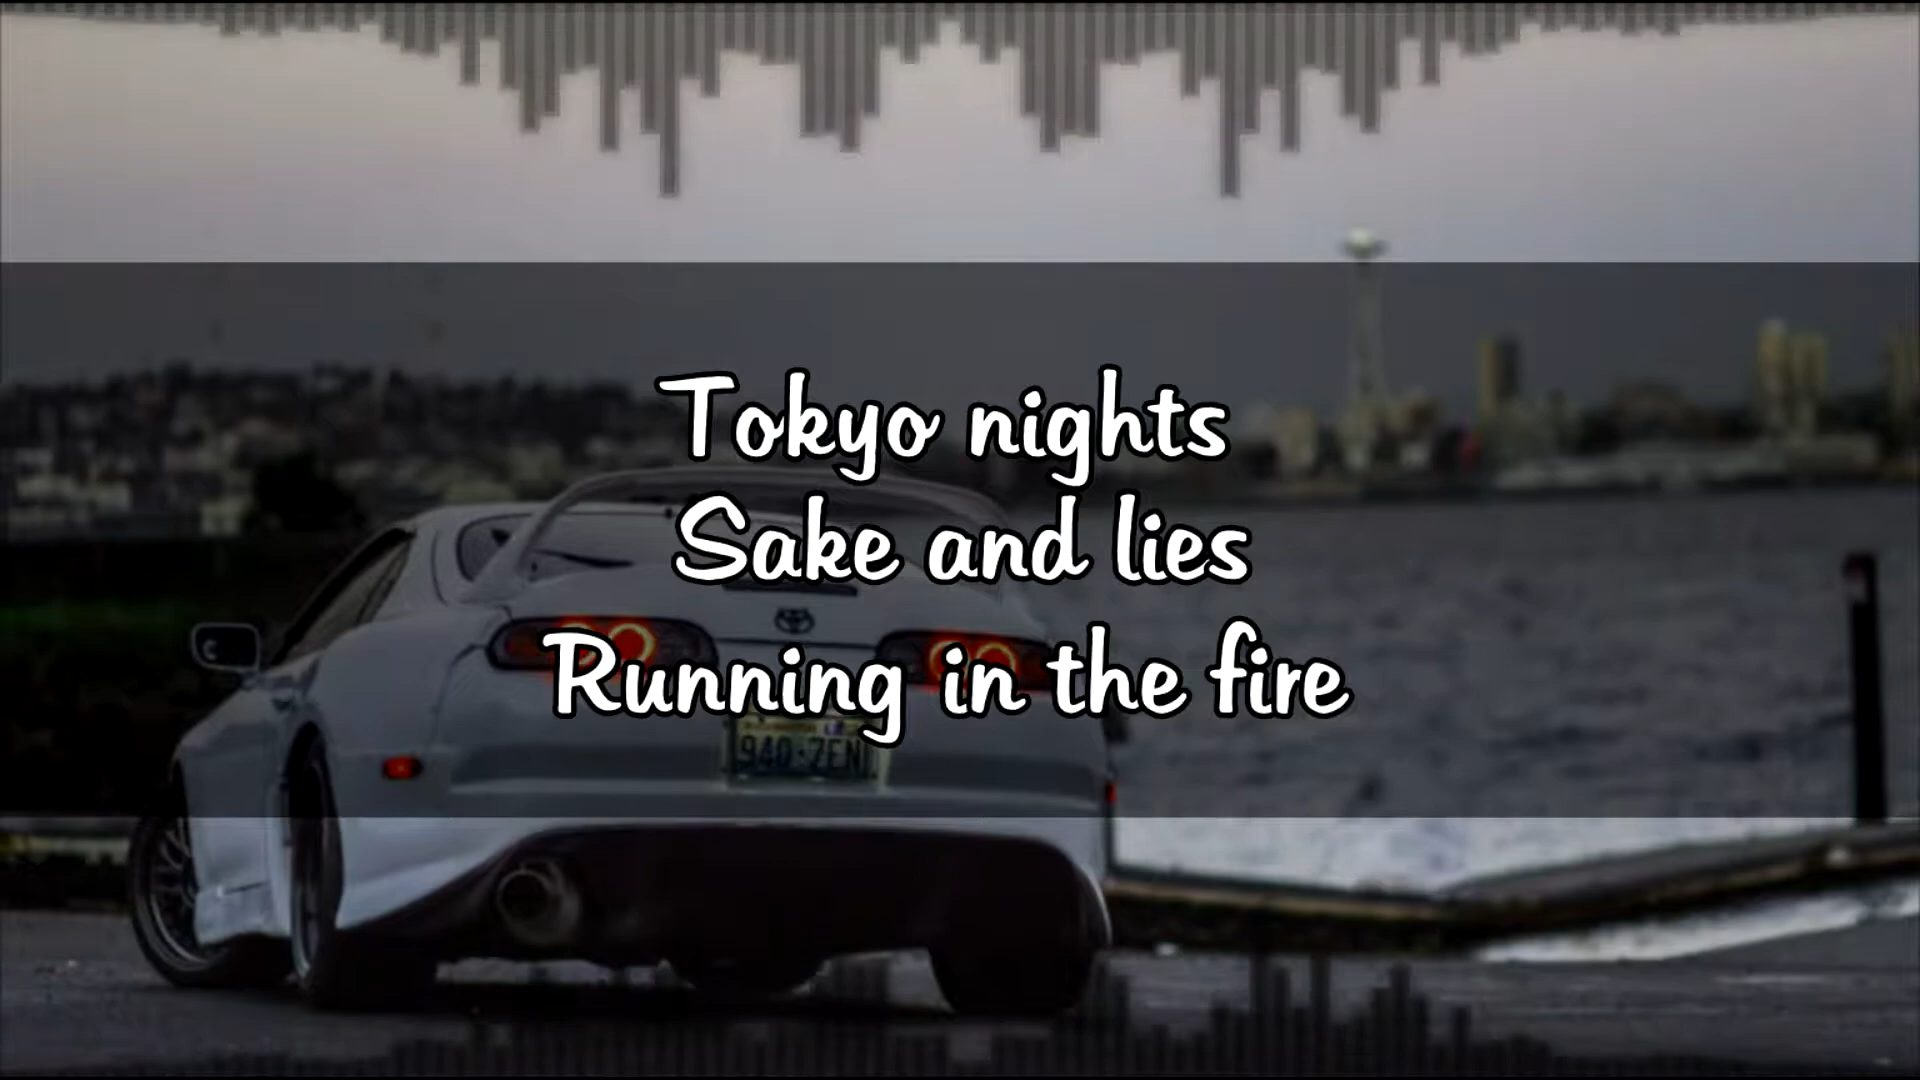 Tokyo nights
Sake and lies
Running in the fire